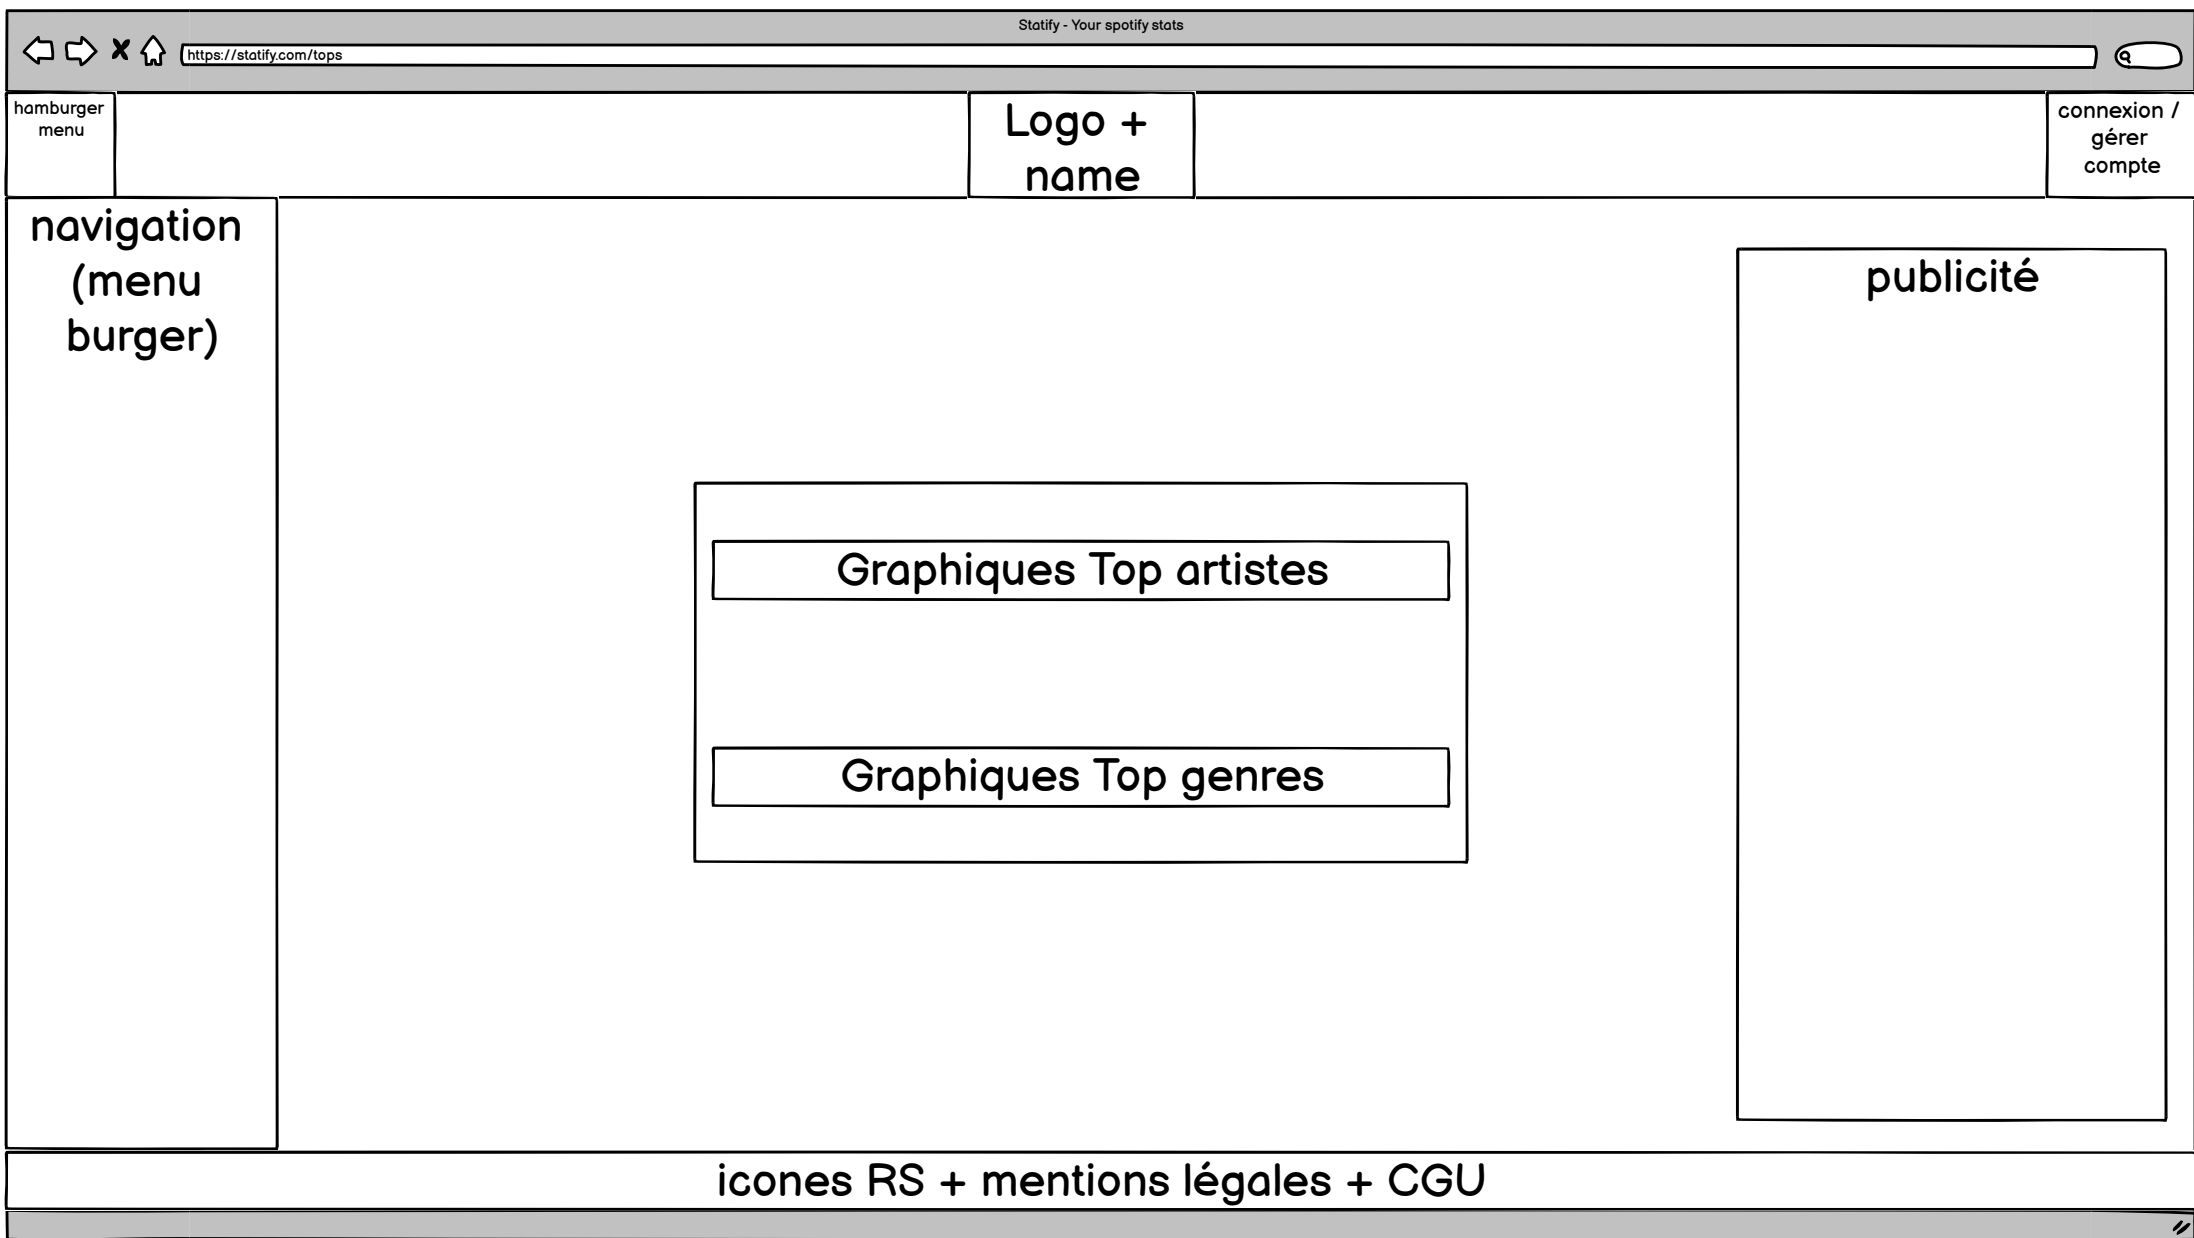 Statify - Your spotify stats
https://statify.com/tops
hamburger
menu
Logo +
name
connexion /
gérer
compte
navigation
(menu
burger)
publicité
Graphiques Top artistes
Graphiques Top genres
icones RS + mentions légales + CGU